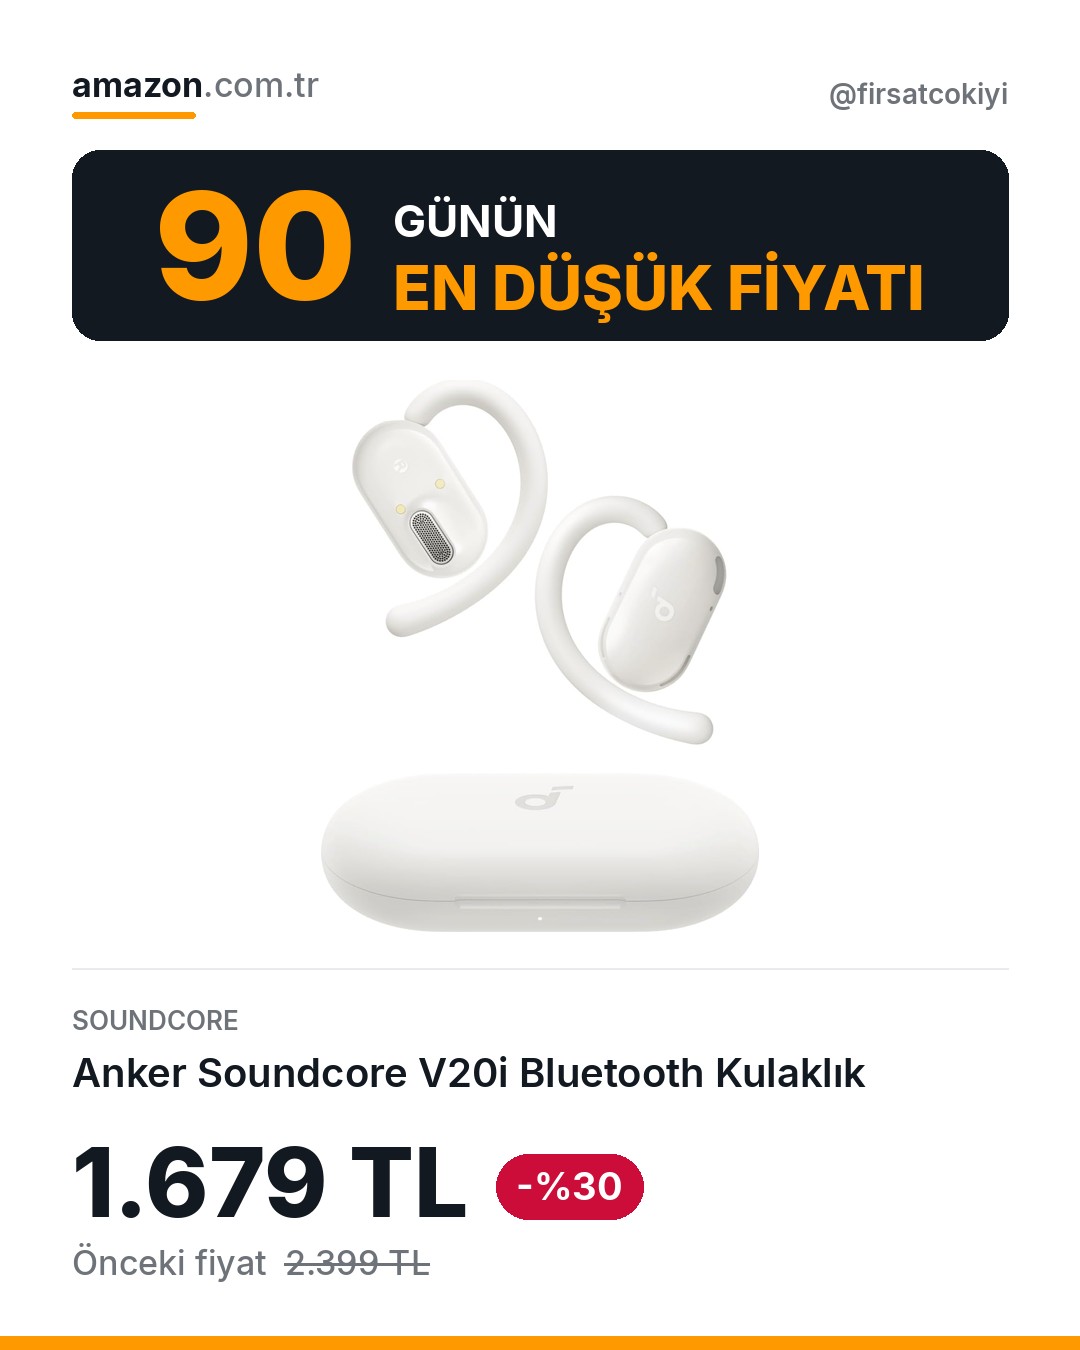 amazon.com.tr
@firsatcokiyi
90
GÜNÜN
EN DÜŞÜK FİYATI
SOUNDCORE
Anker Soundcore V20i Bluetooth Kulaklık
1.679 TL
-%30
Önceki fiyat 2.399 TL